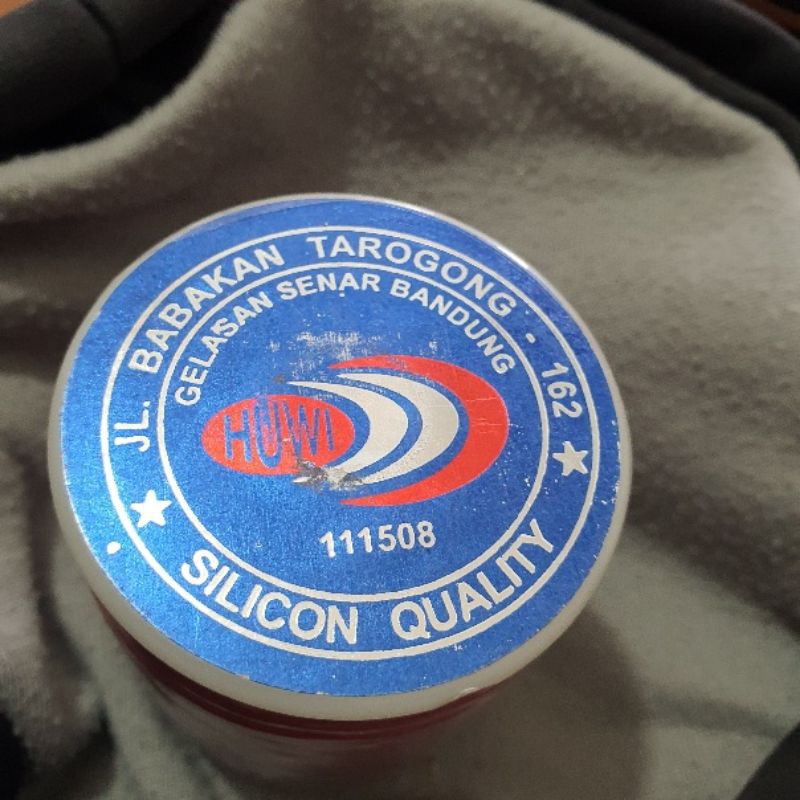 JL. BABAKAN TAROGONG - 162
GELASAN SENAR BANDUNG
HUWI
111508
SILICON QUALITY